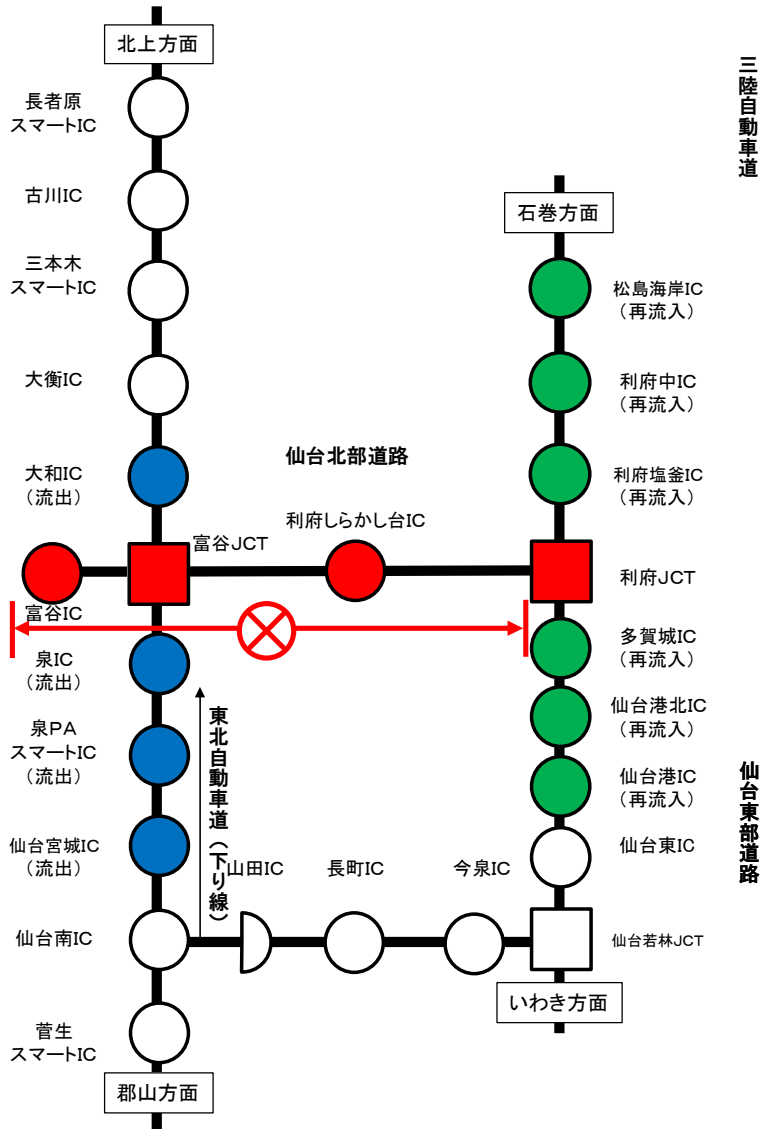 北上方面
長者原
スマートIC
古川IC
三本木
スマートIC
大衡IC
大和IC
(流出)
富谷JCT
富谷IC
泉IC
(流出)
泉PA
スマートIC
(流出)
仙台宮城IC
(流出)
仙台南IC
菅生
スマートIC
郡山方面
東北自動車道(下り線)
仙台北部道路
利府しらかし台IC
山田IC
長町IC
今泉IC
三陸自動車道
石巻方面
松島海岸IC
(再流入)
利府中IC
(再流入)
利府塩釜IC
(再流入)
利府JCT
多賀城IC
(再流入)
仙台港北IC
(再流入)
仙台港IC
(再流入)
仙台東IC
仙台若林JCT
いわき方面
仙台東部道路